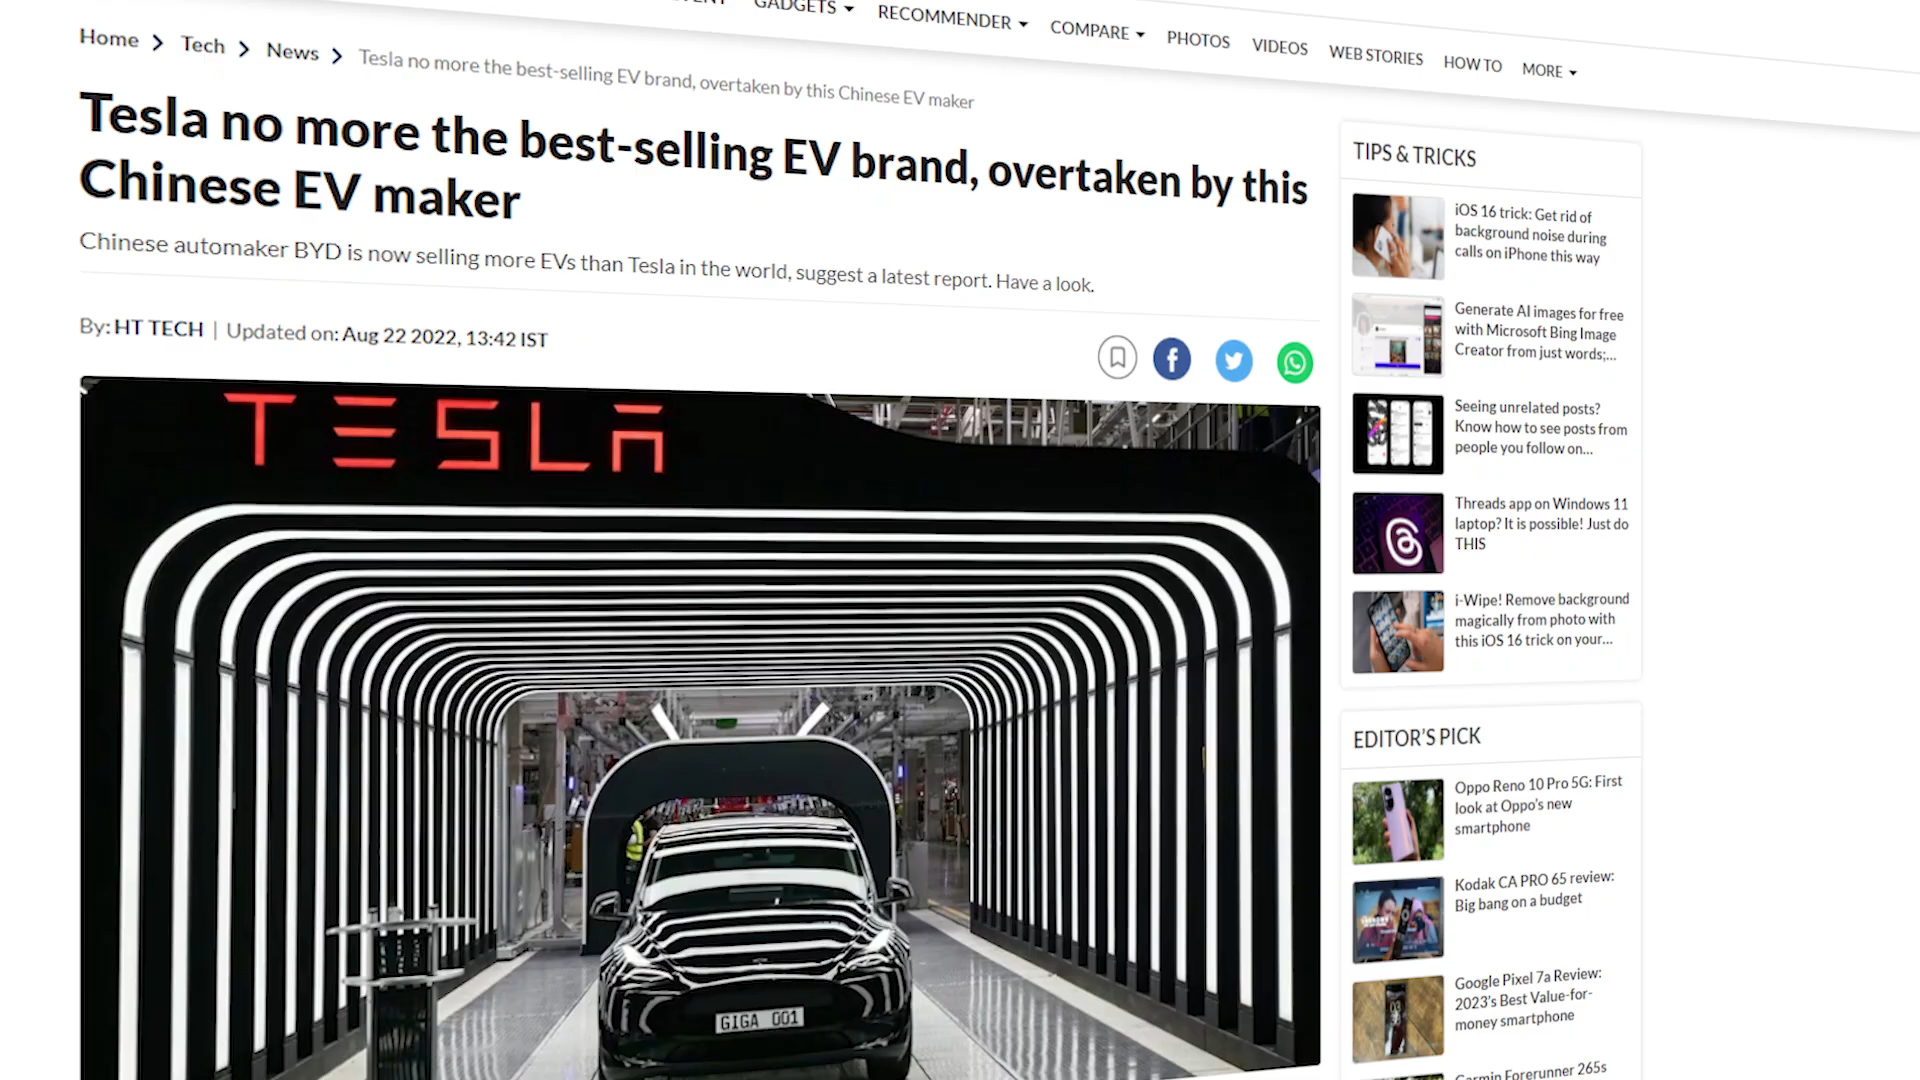 GADGETS
RECOMMENDER
COMPARE
PHOTOS
VIDEOS
WEB STORIES
HOW TO
MORE
Home > Tech > News > Tesla no more the best-selling EV brand, overtaken by this Chinese EV maker
Tesla no more the best-selling EV brand, overtaken by this
Chinese EV maker
Chinese automaker BYD is now selling more EVs than Tesla in the world, suggest a latest report. Have a look.
By: HT TECH | Updated on: Aug 22 2022, 13:42 IST
TESLA
GIGA 001
TIPS & TRICKS
iOS 16 trick: Get rid of
background noise during
calls on iPhone this way
Generate AI images for free
with Microsoft Bing Image
Creator from just words;...
Seeing unrelated posts?
Know how to see posts from
people you follow on...
Threads app on Windows 11
laptop? It is possible! Just do
THIS
i-Wipe! Remove background
magically from photo with
this iOS 16 trick on your...
EDITOR'S PICK
Oppo Reno 10 Pro 5G: First
look at Oppo's new
smartphone
Kodak CA PRO 65 review:
Big bang on a budget
Google Pixel 7a Review:
2023's Best Value-for-
money smartphone
Garmin Forerunner 265s